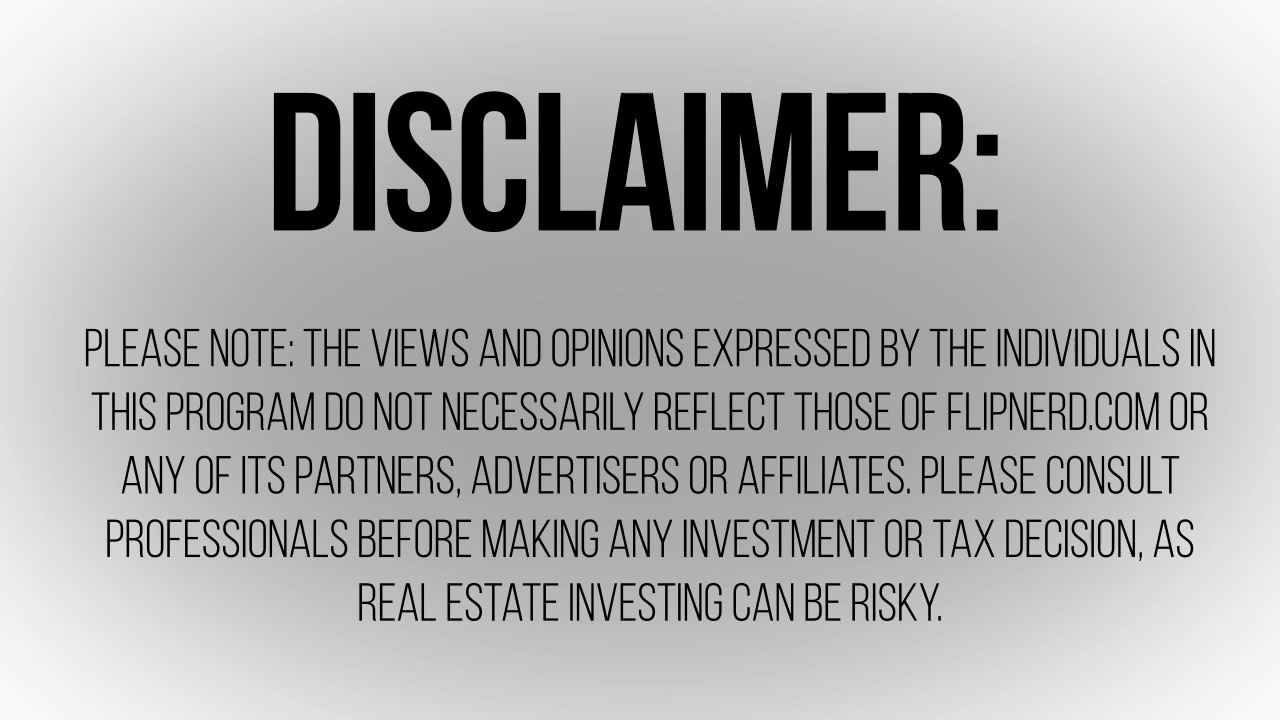 DISCLAIMER:
PLEASE NOTE: THE VIEWS AND OPINIONS EXPRESSED BY THE INDIVIDUALS IN
THIS PROGRAM DO NOT NECESSARILY REFLECT THOSE OF FLIPNERD.COM OR
ANY OF ITS PARTNERS, ADVERTISERS OR AFFILIATES. PLEASE CONSULT
PROFESSIONALS BEFORE MAKING ANY INVESTMENT OR TAX DECISION, AS
REAL ESTATE INVESTING CAN BE RISKY.